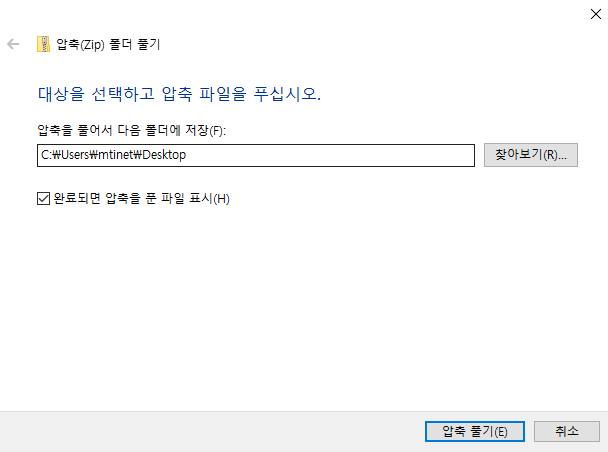 압축(Zip) 폴더 풀기
대상을 선택하고 압축 파일을 푸십시오.
압축을 풀어서 다음 폴더에 저장(F):
C:₩Users₩mtinet₩Desktop
찾아보기(R)...
완료되면 압축을 푼 파일 표시(H)
압축 풀기(E)
취소